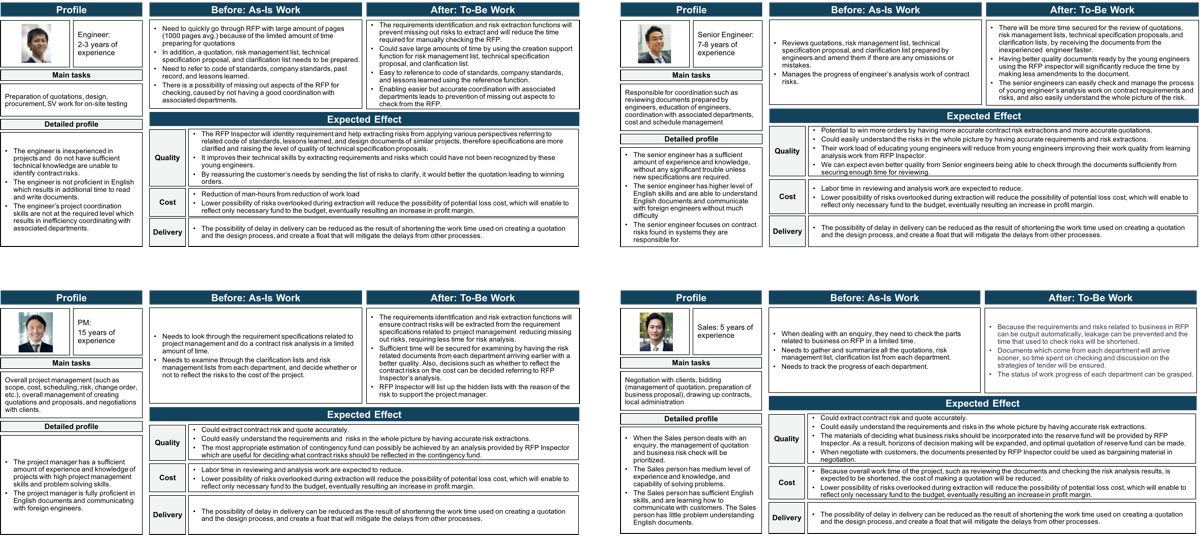 Profile
Engineer:
2-3 years of
experience
Main tasks
Preparation of quotations, design,
procurement, SV work for on-site testing
Detailed profile
• The engineer is inexperienced in
projects and do not have sufficient
technical knowledge are unable to
identify contract risks.
• The engineer is not proficient in English
which results in additional time to read
and write documents.
• The engineer's project coordination
skills are not at the required level which
results in inefficiency coordinating with
associated departments.
Before: As-Is Work
• Need to quickly go through RFP with large amount of pages
(1000 pages avg.) because of the limited amount of time
preparing for quotations
• In addition, a quotation, risk management list, technical
specification proposal, and clarification list needs to be prepared.
• Need to refer to code of standards, company standards, past
record, and lessons learned.
• There is a possibility of missing out aspects of the RFP for
checking, caused by not having a good coordination with
associated departments.
After: To-Be Work
• The requirements identification and risk extraction functions will
prevent missing out risks to extract and will reduce the time
required for manually checking the RFP.
• Could save large amounts of time by using the creation support
function for risk management list, technical specification
proposal, and clarification list.
• Easy to reference to code of standards, company standards,
and lessons learned using the reference function.
• Enabling easier but accurate coordination with associated
departments leads to prevention of missing out aspects to
check from the RFP.
Expected Effect
Quality
• The RFP Inspector will identify requirement and help extracting risks from applying various perspectives referring to
related code of standards, lessons learned, and design documents of similar projects, therefore specifications are more
clarified and raising the level of quality of technical specification proposals.
• It improves their technical skills by extracting requirements and risks which could have not been recognized by these
young engineers.
• By reassuring the customer's needs by sending the list of risks to clarify, it would better the quotation leading to winning
orders.
Cost
• Reduction of man-hours from reduction of work load
• Lower possibility of risks overlooked during extraction will reduce the possibility of potential loss cost, which will enable to
reflect only necessary fund to the budget, eventually resulting an increase in profit margin.
Delivery
• The possibility of delay in delivery can be reduced as the result of shortening the work time used on creating a quotation
and the design process, and create a float that will mitigate the delays from other processes.
Profile
Senior Engineer:
7-8 years of
experience
Main tasks
Responsible for coordination such as
reviewing documents prepared by
engineers, education of engineers,
coordination with associated departments,
cost and schedule management
Detailed profile
• The senior engineer has a sufficient
amount of experience and knowledge,
without any significant trouble unless
new specifications are required.
• The senior engineer has higher level of
English skills and are able to understand
English documents and communicate
with foreign engineers without much
difficulty
• The senior engineer focuses on contract
risks found in systems they are
responsible for.
Before: As-Is Work
• Reviews quotations, risk management list, technical
specification proposal, and clarification list prepared by
engineers and amend them if there are any omissions or
mistakes.
• Manages the progress of engineer's analysis work of contract
risks.
After: To-Be Work
• There will be more time secured for the review of quotations,
risk management lists, technical specification proposals, and
clarification lists, by receiving the documents from the
inexperienced engineer faster.
• Having better quality documents ready by the young engineers
using the RFP inspector will significantly reduce the time by
making less amendments to the document.
• The senior engineers can easily check and manage the process
of young engineer's analysis work on contract requirements and
risks, and also easily understand the whole picture of the risk.
Expected Effect
Quality
• Potential to win more orders by having more accurate contract risk extractions and more accurate quotations.
• Could easily understand the risks in the whole picture by having accurate requirements and risk extractions.
• Their work load of educating young engineers will reduce from young engineers improving their work quality from learning
analysis work from RFP Inspector.
• We can expect even better quality from Senior engineers being able to check through the documents sufficiently from
securing enough time for reviewing.
Cost
• Labor time in reviewing and analysis work are expected to reduce.
• Lower possibility of risks overlooked during extraction will reduce the possibility of potential loss cost, which will enable to
reflect only necessary fund to the budget, eventually resulting an increase in profit margin.
Delivery
• The possibility of delay in delivery can be reduced as the result of shortening the work time used on creating a quotation
and the design process, and create a float that will mitigate the delays from other processes.
Profile
PM:
15 years of
experience
Main tasks
Overall project management (such as
scope, cost, scheduling, risk, change order,
etc.), overall management of creating
quotations and proposals, and negotiations
with clients.
Detailed profile
• The project manager has a sufficient
amount of experience and knowledge of
projects with high project management
skills and problem solving skills.
• The project manager is fully proficient in
English documents and communicating
with foreign engineers.
Before: As-Is Work
• Needs to look through the requirement specifications related to
project management and do a contract risk analysis in a limited
amount of time.
• Needs to examine through the clarification lists and risk
management lists from each department, and decide whether or
not to reflect the risks to the cost of the project.
After: To-Be Work
• The requirements identification and risk extraction functions will
ensure contract risks will be extracted from the requirement
specifications related to project management reducing missing
out risks, requiring less time for risk analysis.
• Sufficient time will be secured for examining by having the risk
related documents from each department arriving earlier with a
better quality. Also, decisions such as whether to reflect the
contract risks on the cost can be decided referring to RFP
Inspector's analysis.
• RFP Inspector will list up the hidden lists with the reason of the
risk to support the project manager.
Expected Effect
Quality
• Could extract contract risk and quote accurately.
• Could easily understand the requirements and risks in the whole picture by having accurate risk extractions.
• The most appropriate estimation of contingency fund can possibly be achieved by an analysis provided by RFP Inspector
which are useful for deciding what contract risks should be reflected in the contingency fund.
Cost
• Labor time in reviewing and analysis work are expected to reduce.
• Lower possibility of risks overlooked during extraction will reduce the possibility of potential loss cost, which will enable to
reflect only necessary fund to the budget, eventually resulting an increase in profit margin.
Delivery
• The possibility of delay in delivery can be reduced as the result of shortening the work time used on creating a quotation
and the design process, and create a float that will mitigate the delays from other processes.
Profile
Sales: 5 years of
experience
Main tasks
Negotiation with clients, bidding
(management of quotation, preparation of
business proposal), drawing up contracts,
local administration
Detailed profile
• When the Sales person deals with an
enquiry, the management of quotation
and business risk check will be
prioritized.
• The Sales person has medium level of
experience and knowledge, and
capability of solving problems.
• The Sales person has sufficient English
skills, and are learning how to
communicate with customers. The Sales
person has little problem understanding
English documents.
Before: As-Is Work
• When dealing with an enquiry, they need to check the parts
related to business on RFP in a limited time.
• Needs to gather and summarize all the quotations, risk
management list, clarification list from each department.
• Needs to track the progress of each department.
After: To-Be Work
• Because the requirements and risks related to business in RFP
can be output automatically, leakage can be prevented and the
time that used to check risks will be shortened.
• Documents which come from each department will arrive
sooner, so time spent on checking and discussion on the
strategies of tender will be ensured.
• The status of work progress of each department can be grasped.
Expected Effect
Quality
• Could extract contract risk and quote accurately.
• Could easily understand the requirements and risks in the whole picture by having accurate risk extractions.
• The materials of deciding what business risks should be incorporated into the reserve fund will be provided by RFP
Inspector. As a result, horizons of decision making will be expanded, and optimal quotation of reserve fund can be made.
• When negotiate with customers, the documents presented by RFP Inspector could be used as bargaining material in
negotiation.
Cost
• Because overall work time of the project, such as reviewing the documents and checking the risk analysis results, is
expected to be shortened, the cost of making a quotation will be reduced.
• Lower possibility of risks overlooked during extraction will reduce the possibility of potential loss cost, which will enable to
reflect only necessary fund to the budget, eventually resulting an increase in profit margin.
Delivery
• The possibility of delay in delivery can be reduced as the result of shortening the work time used on creating a quotation
and the design process, and create a float that will mitigate the delays from other processes.